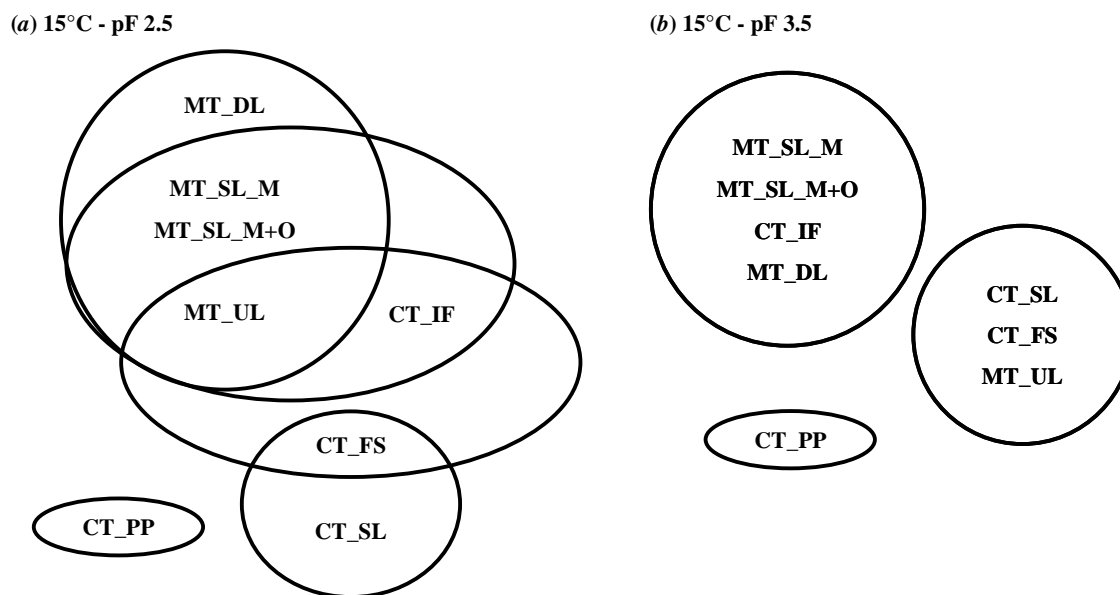 (a) 15°C - pF 2.5
MT_DL
MT_SL_M
MT_SL_M+O
MT_UL
CT_IF
CT_FS
CT_PP
CT_SL
(b) 15°C - pF 3.5
MT_SL_M
MT_SL_M+O
CT_IF
MT_DL
CT_SL
CT_FS
MT_UL
CT_PP